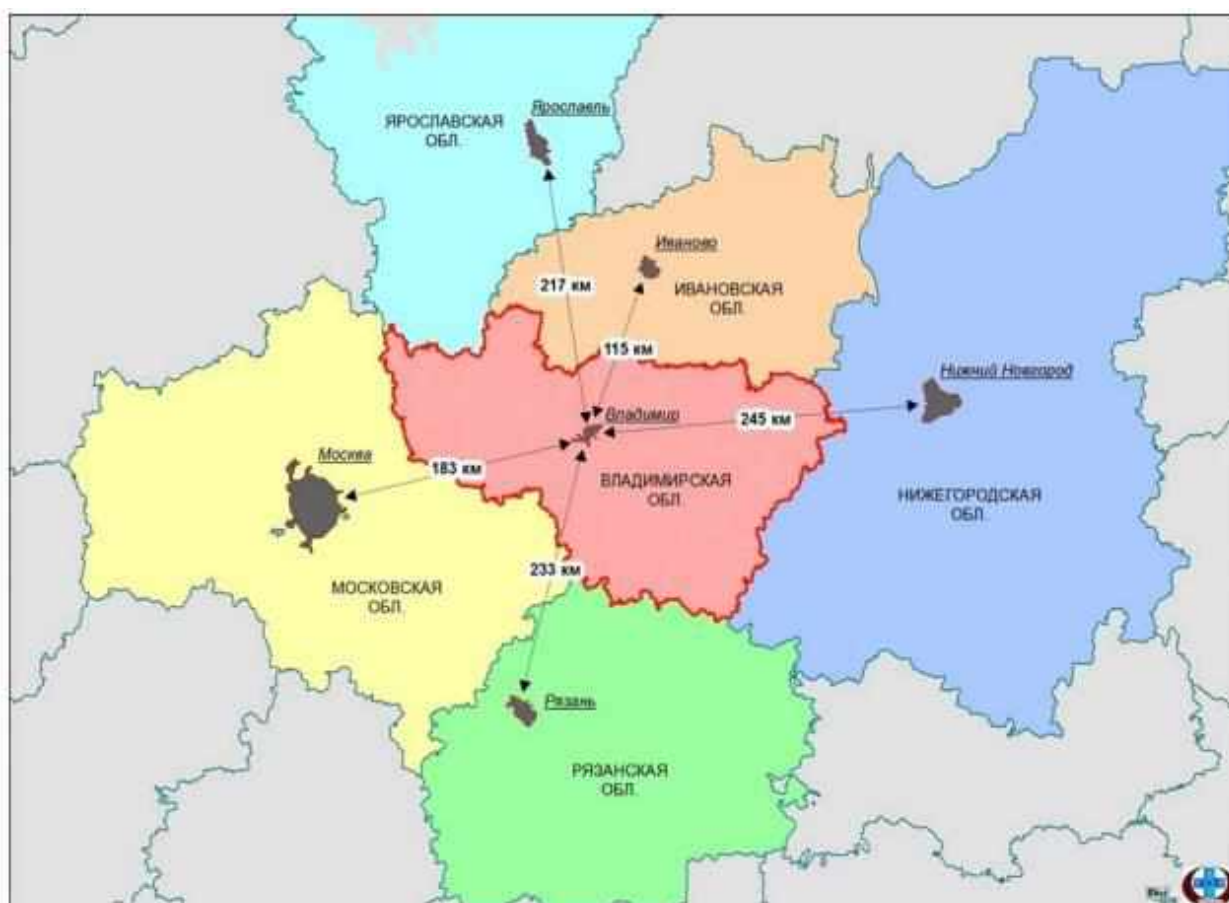 Ярославль
ЯРОСЛАВСКАЯ
ОБЛ.
Иваново
217 км
ИВАНОВСКАЯ
ОБЛ.
115 км
Нижний Новгород
Владимир
245 км
Москва
183 км
ВЛАДИМИРСКАЯ
ОБЛ.
НИЖЕГОРОДСКАЯ
ОБЛ.
233 км
МОСКОВСКАЯ
ОБЛ.
Рязань
РЯЗАНСКАЯ
ОБЛ.